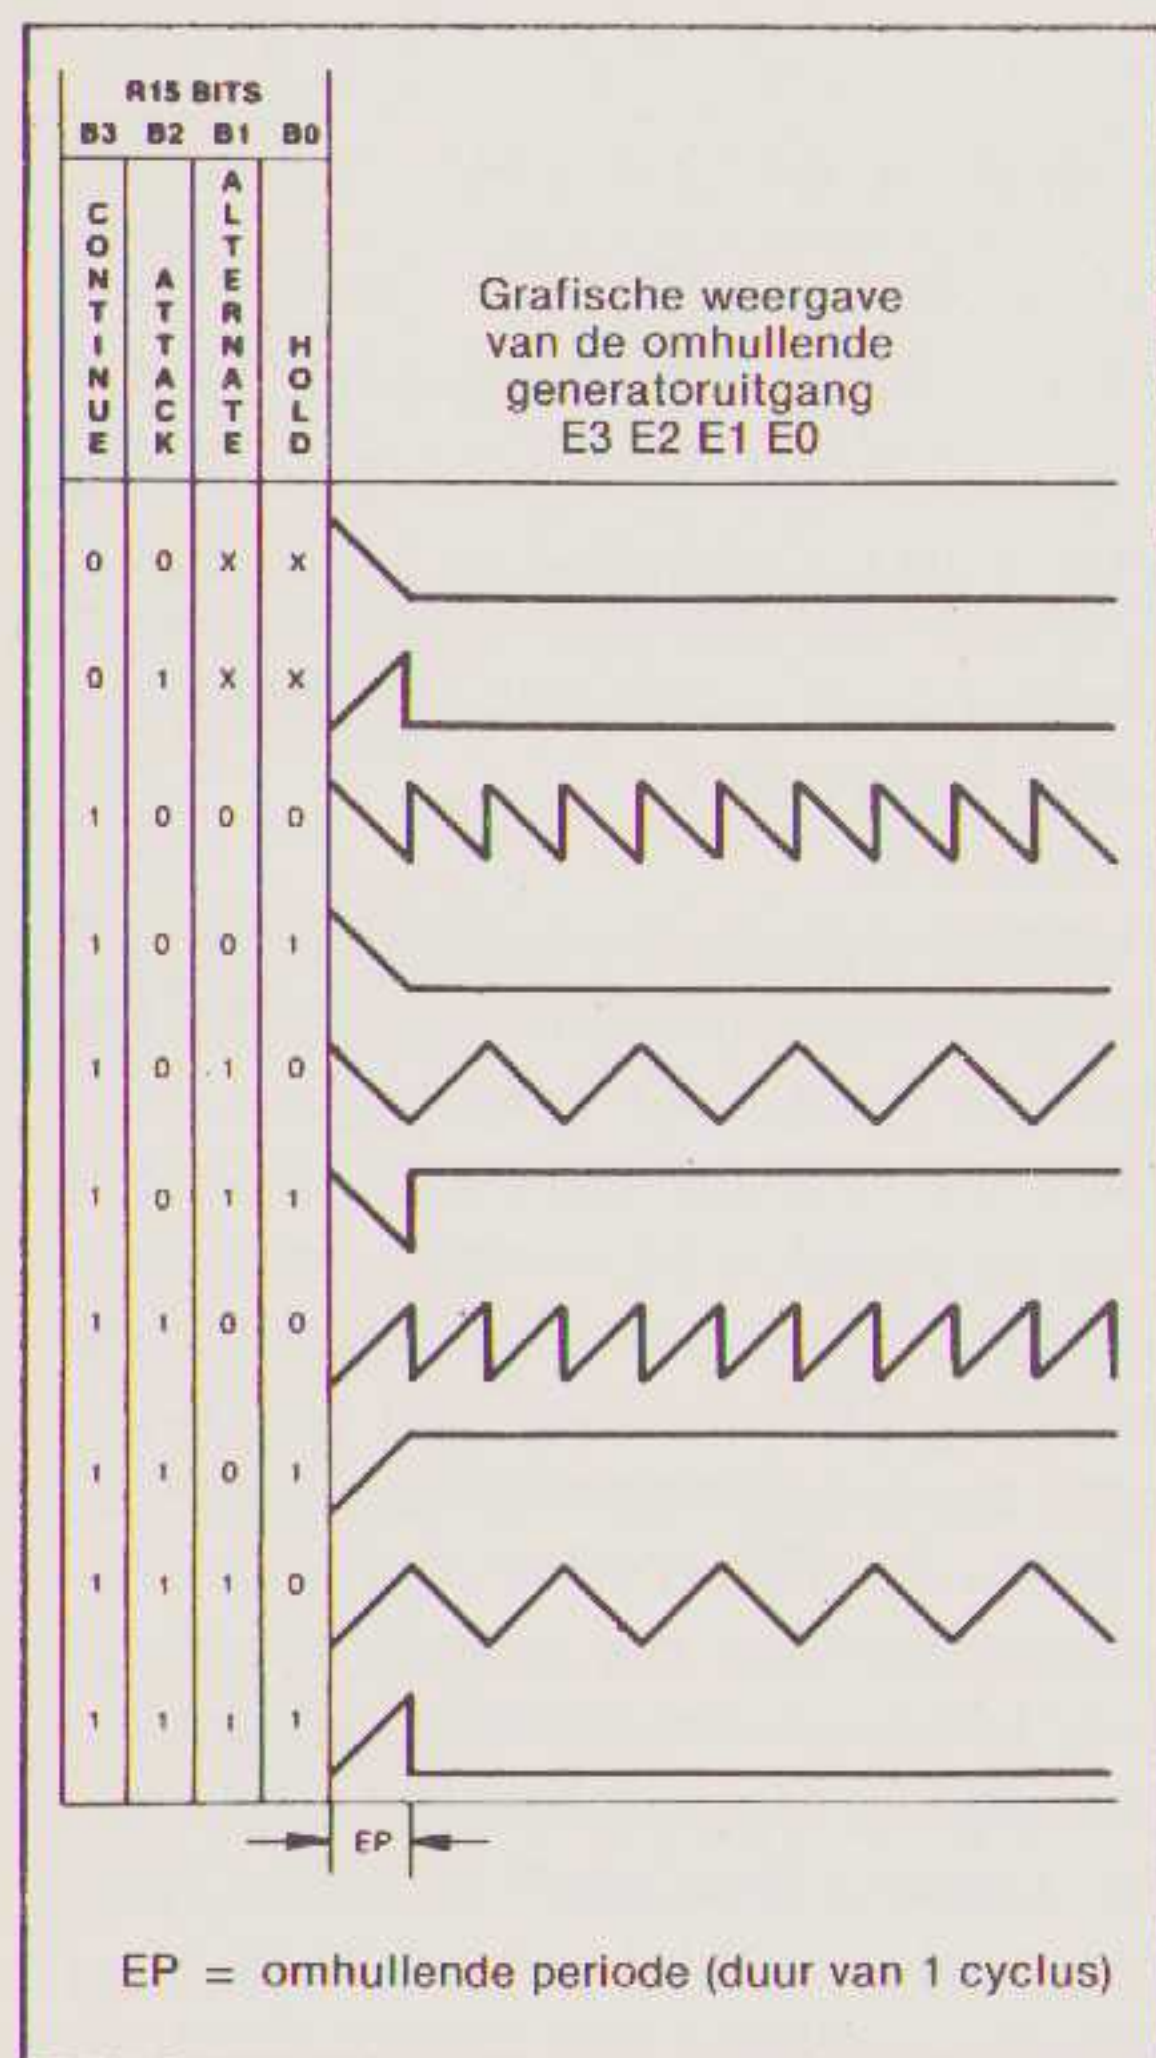 R15 BITS
B3 B2 B1 B0
CONTINUE
ATTACK
ALTERNATE
HOLD
Grafische weergave
van de omhullende
generatoruitgang
E3 E2 E1 E0
0 0 X X
0 1 X X
1 0 0 0
1 0 0 1
1 0 1 0
1 0 1 1
1 1 0 0
1 1 0 1
1 1 1 0
1 1 1 1
EP
EP = omhullende periode (duur van 1 cyclus)